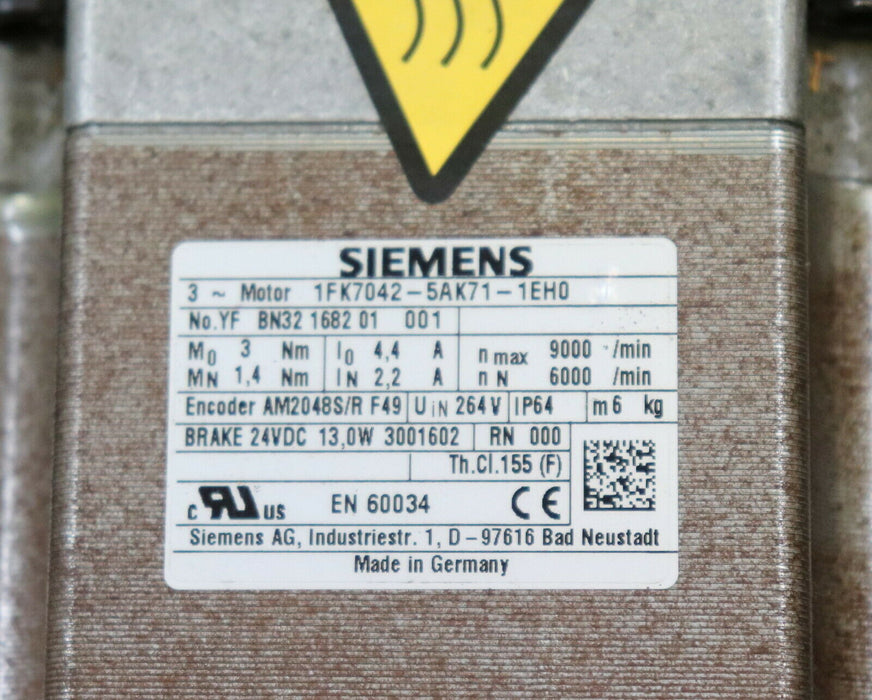 SIEMENS
3 ~ Motor 1FK7042-5AK71-1EH0
No.YF BN32 1682 01 001
M0 3 Nm I0 4,4 A n max 9000 /min
MN 1,4 Nm IN 2,2 A n N 6000 /min
Encoder AM2048S/R F49 UiN 264 V IP64 m 6 kg
BRAKE 24VDC 13,0W 3001602 RN 000
Th.Cl.155 (F)
c RU us EN 60034 CE
Siemens AG, Industriestr. 1, D-97616 Bad Neustadt
Made in Germany